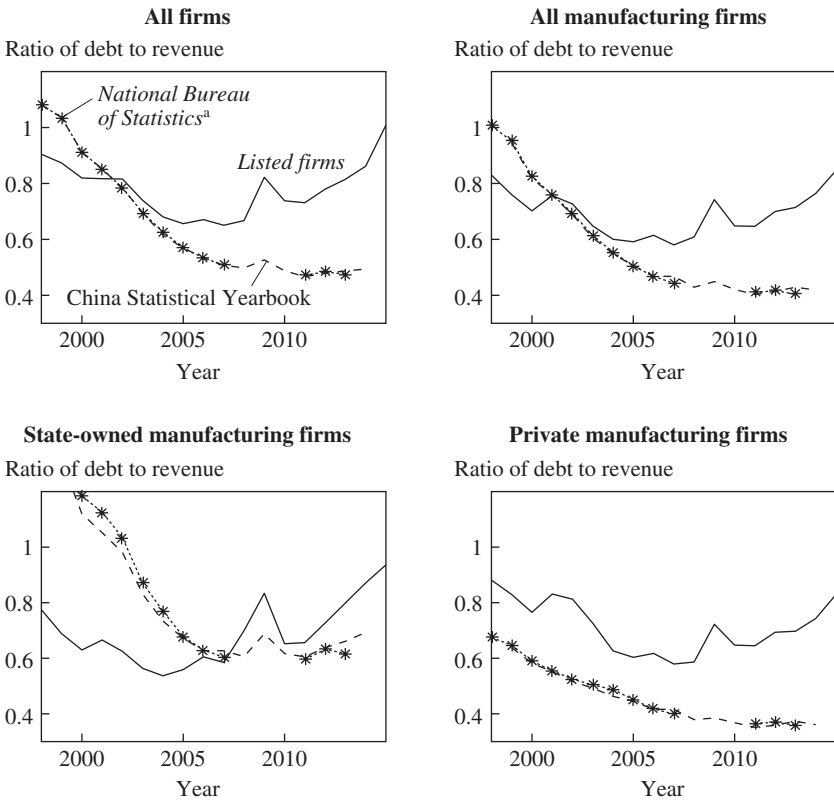 All firms
Ratio of debt to revenue
1
0.8
0.6
0.4
National Bureau
of Statisticsª
Listed firms
China Statistical Yearbook
2000 2005 2010
Year
All manufacturing firms
Ratio of debt to revenue
1
0.8
0.6
0.4
2000 2005 2010
Year
State-owned manufacturing firms
Ratio of debt to revenue
1
0.8
0.6
0.4
2000 2005 2010
Year
Private manufacturing firms
Ratio of debt to revenue
1
0.8
0.6
0.4
2000 2005 2010
Year